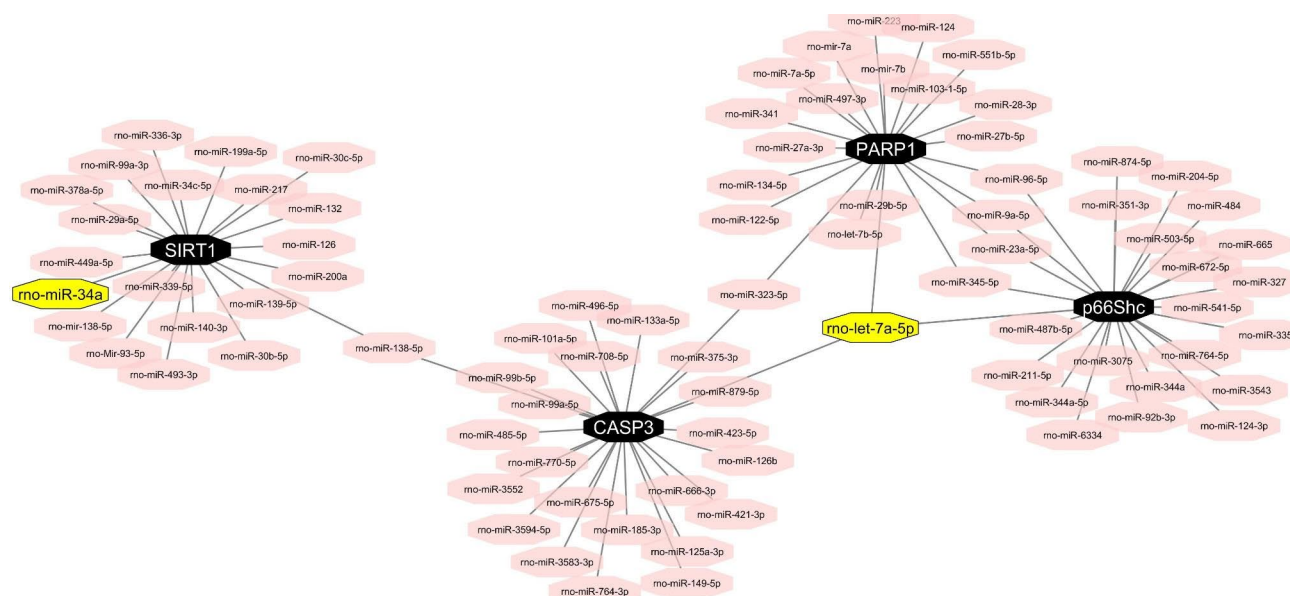 rno-miR-336-3p
rno-miR-199a-5p
rno-miR-30c-5p
rno-miR-99a-3p
rno-miR-378a-5p
rno-miR-34c-5p
rno-miR-217
rno-miR-132
rno-miR-29a-5p
SIRT1
rno-miR-126
rno-miR-449a-5p
rno-miR-200a
rno-miR-34a
rno-miR-339-5p
rno-miR-139-5p
rno-mir-138-5p
rno-miR-140-3p
rno-Mir-93-5p
rno-miR-30b-5p
rno-miR-493-3p
rno-miR-138-5p
rno-miR-496-5p
rno-miR-133a-5p
rno-miR-101a-5p
rno-miR-708-5p
rno-miR-375-3p
rno-miR-99b-5p
rno-miR-99a-5p
rno-miR-879-5p
CASP3
rno-miR-485-5p
rno-miR-423-5p
rno-miR-770-5p
rno-miR-126b
rno-miR-3552
rno-miR-666-3p
rno-miR-675-5p
rno-miR-421-3p
rno-miR-3594-5p
rno-miR-185-3p
rno-miR-125a-3p
rno-miR-3583-3p
rno-miR-149-5p
rno-miR-764-3p
rno-miR-323-5p
rno-let-7a-5p
rno-miR-223
rno-miR-124
rno-mir-7a
rno-miR-551b-5p
rno-miR-7a-5p
rno-mir-7b
rno-miR-103-1-5p
rno-miR-497-3p
rno-miR-28-3p
rno-miR-341
rno-miR-27b-5p
rno-miR-27a-3p
PARP1
rno-miR-134-5p
rno-miR-96-5p
rno-miR-122-5p
rno-miR-29b-5p
rno-miR-9a-5p
rno-let-7b-5p
rno-miR-23a-5p
rno-miR-345-5p
rno-miR-874-5p
rno-miR-204-5p
rno-miR-351-3p
rno-miR-484
rno-miR-503-5p
rno-miR-665
rno-miR-672-5p
rno-miR-327
p66Shc
rno-miR-541-5p
rno-miR-487b-5p
rno-miR-335
rno-miR-3075
rno-miR-764-5p
rno-miR-211-5p
rno-miR-344a
rno-miR-3543
rno-miR-344a-5p
rno-miR-92b-3p
rno-miR-124-3p
rno-miR-6334